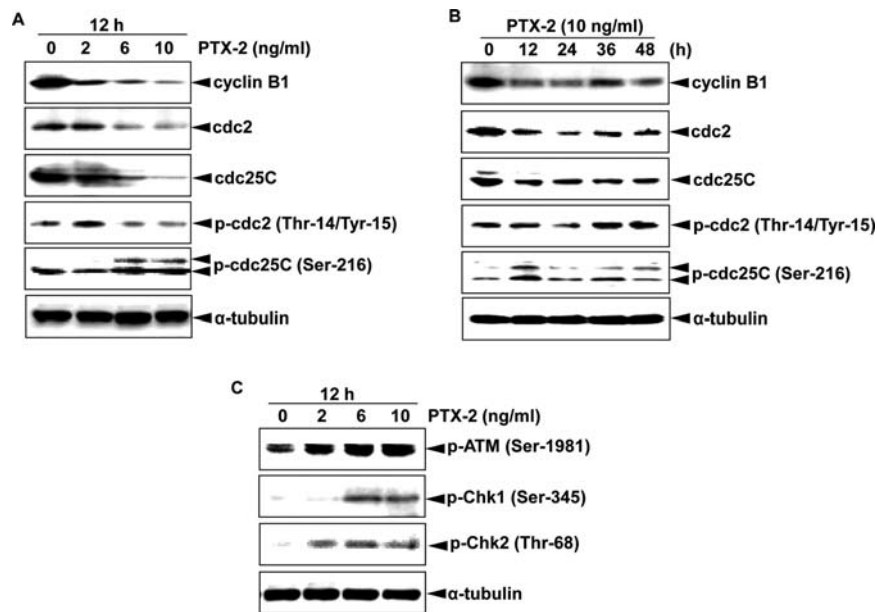 A
12 h
0 2 6 10 PTX-2 (ng/ml)
cyclin B1
cdc2
cdc25C
p-cdc2 (Thr-14/Tyr-15)
p-cdc25C (Ser-216)
α-tubulin
B
PTX-2 (10 ng/ml)
0 12 24 36 48 (h)
cyclin B1
cdc2
cdc25C
p-cdc2 (Thr-14/Tyr-15)
p-cdc25C (Ser-216)
α-tubulin
C
12 h
0 2 6 10 PTX-2 (ng/ml)
p-ATM (Ser-1981)
p-Chk1 (Ser-345)
p-Chk2 (Thr-68)
α-tubulin